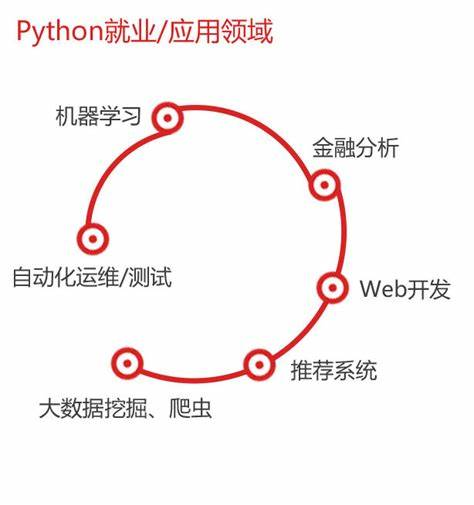 Python就业/应用领域
机器学习
金融分析
自动化运维/测试
Web开发
推荐系统
大数据挖掘、爬虫